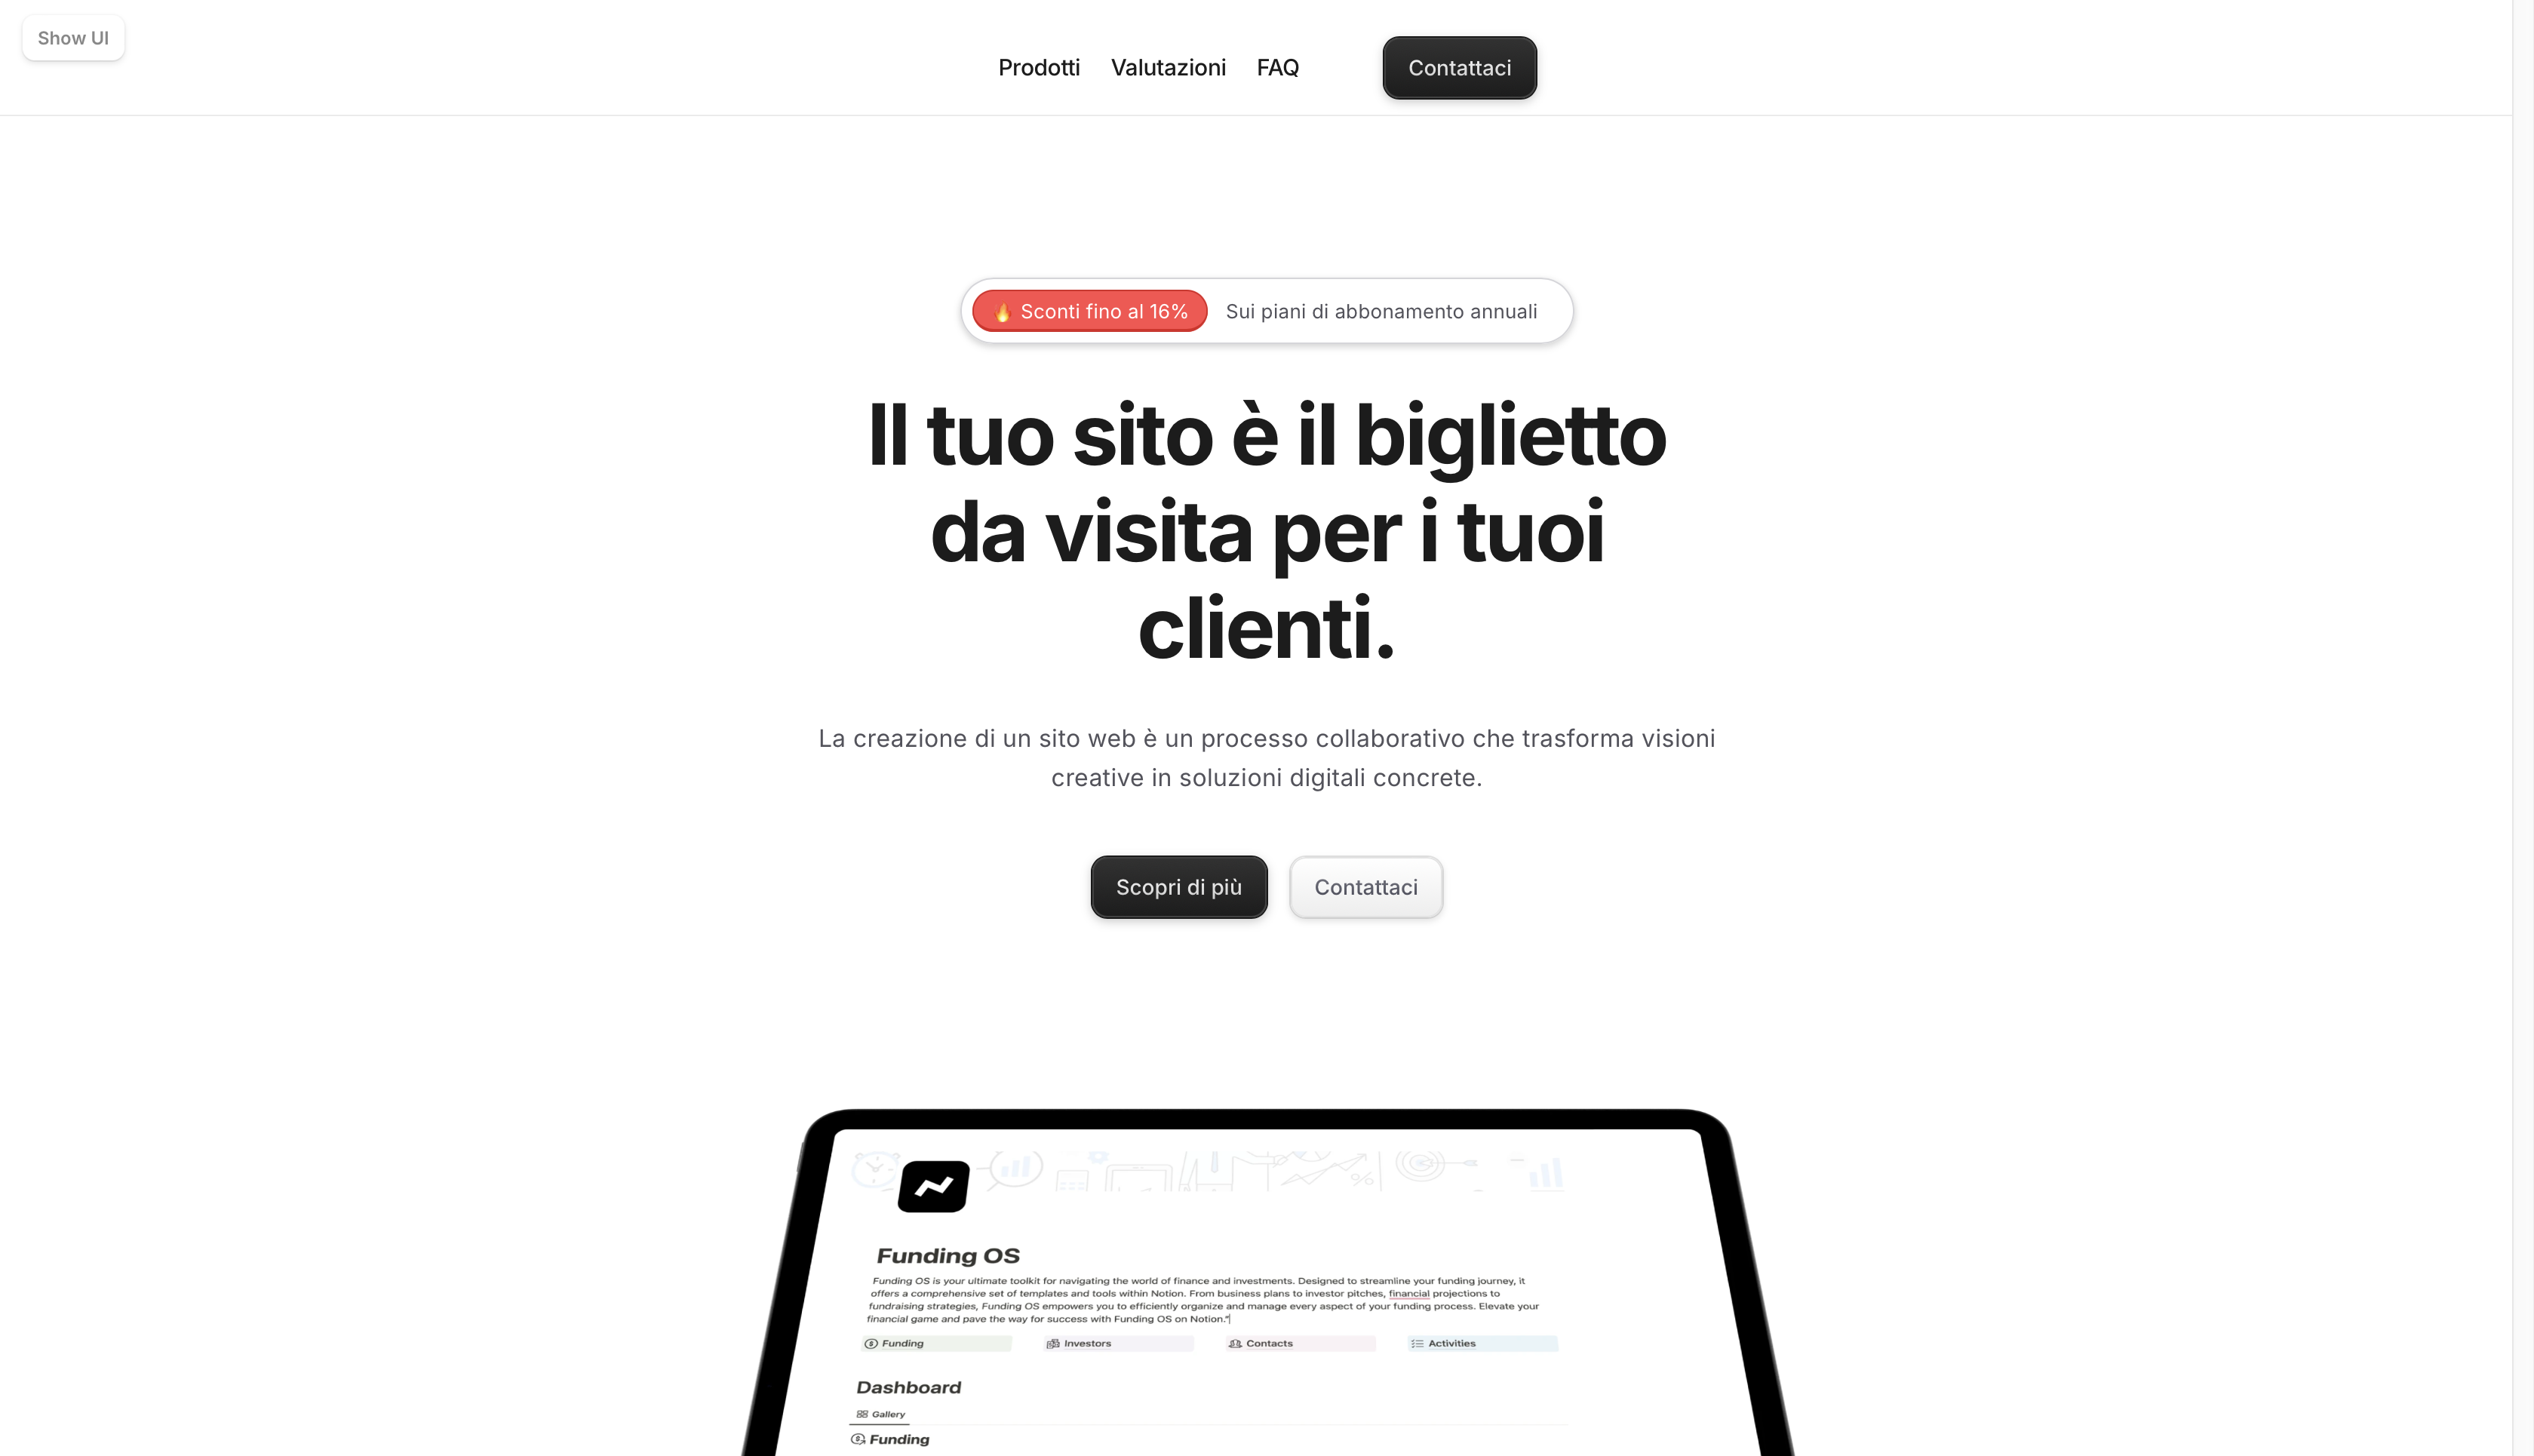 Show UI
Prodotti Valutazioni FAQ Contattaci
🔥 Sconti fino al 16% Sui piani di abbonamento annuali
Il tuo sito è il biglietto
da visita per i tuoi
clienti.
La creazione di un sito web è un processo collaborativo che trasforma visioni
creative in soluzioni digitali concrete.
Scopri di più Contattaci
%
Funding OS
Funding OS is your ultimate toolkit for navigating the world of finance and investments. Designed to streamline your funding journey, it
offers a comprehensive set of templates and tools within Notion. From business plans to investor pitches, financial projections to
fundraising strategies, Funding OS empowers you to efficiently organize and manage every aspect of your funding process. Elevate your
financial game and pave the way for success with Funding OS on Notion."
Funding Investors Contacts Activities
Dashboard
Gallery
Funding